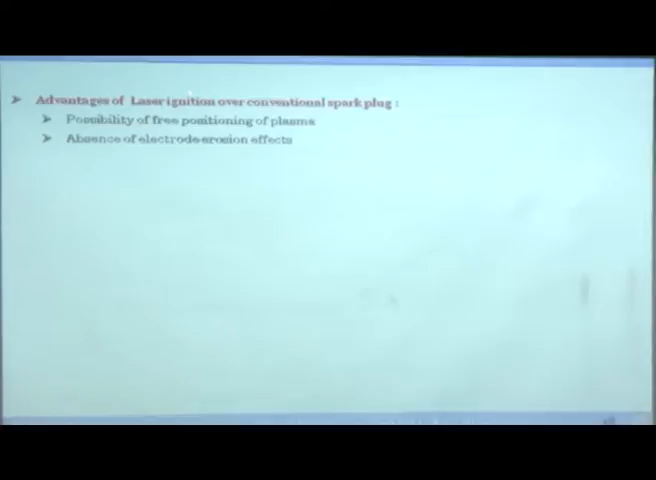 ➤ Advantages of Laser ignition over conventional spark plug :
➤ Possibility of free positioning of plasma
➤ Absence of electrode erosion effects